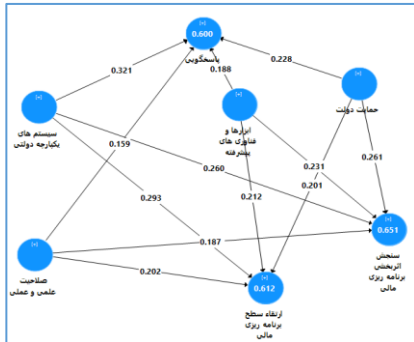 [+]
0.600
پاسخگویی
[+]
[+]
[+]
0.321
0.188
0.228
سیستم های
یکپارچه دولتی
ابزارها و
فناوری های
پیشرفته
حمایت دولت
0.159
0.260
0.231
0.201
0.261
0.293
0.212
[+]
0.187
[+]
0.651
سنجش
اثربخشی
برنامه ریزی
مالی
صلاحیت
علمی و عملی
0.202
[+]
0.612
ارتقاء سطح
برنامه ریزی
مالی